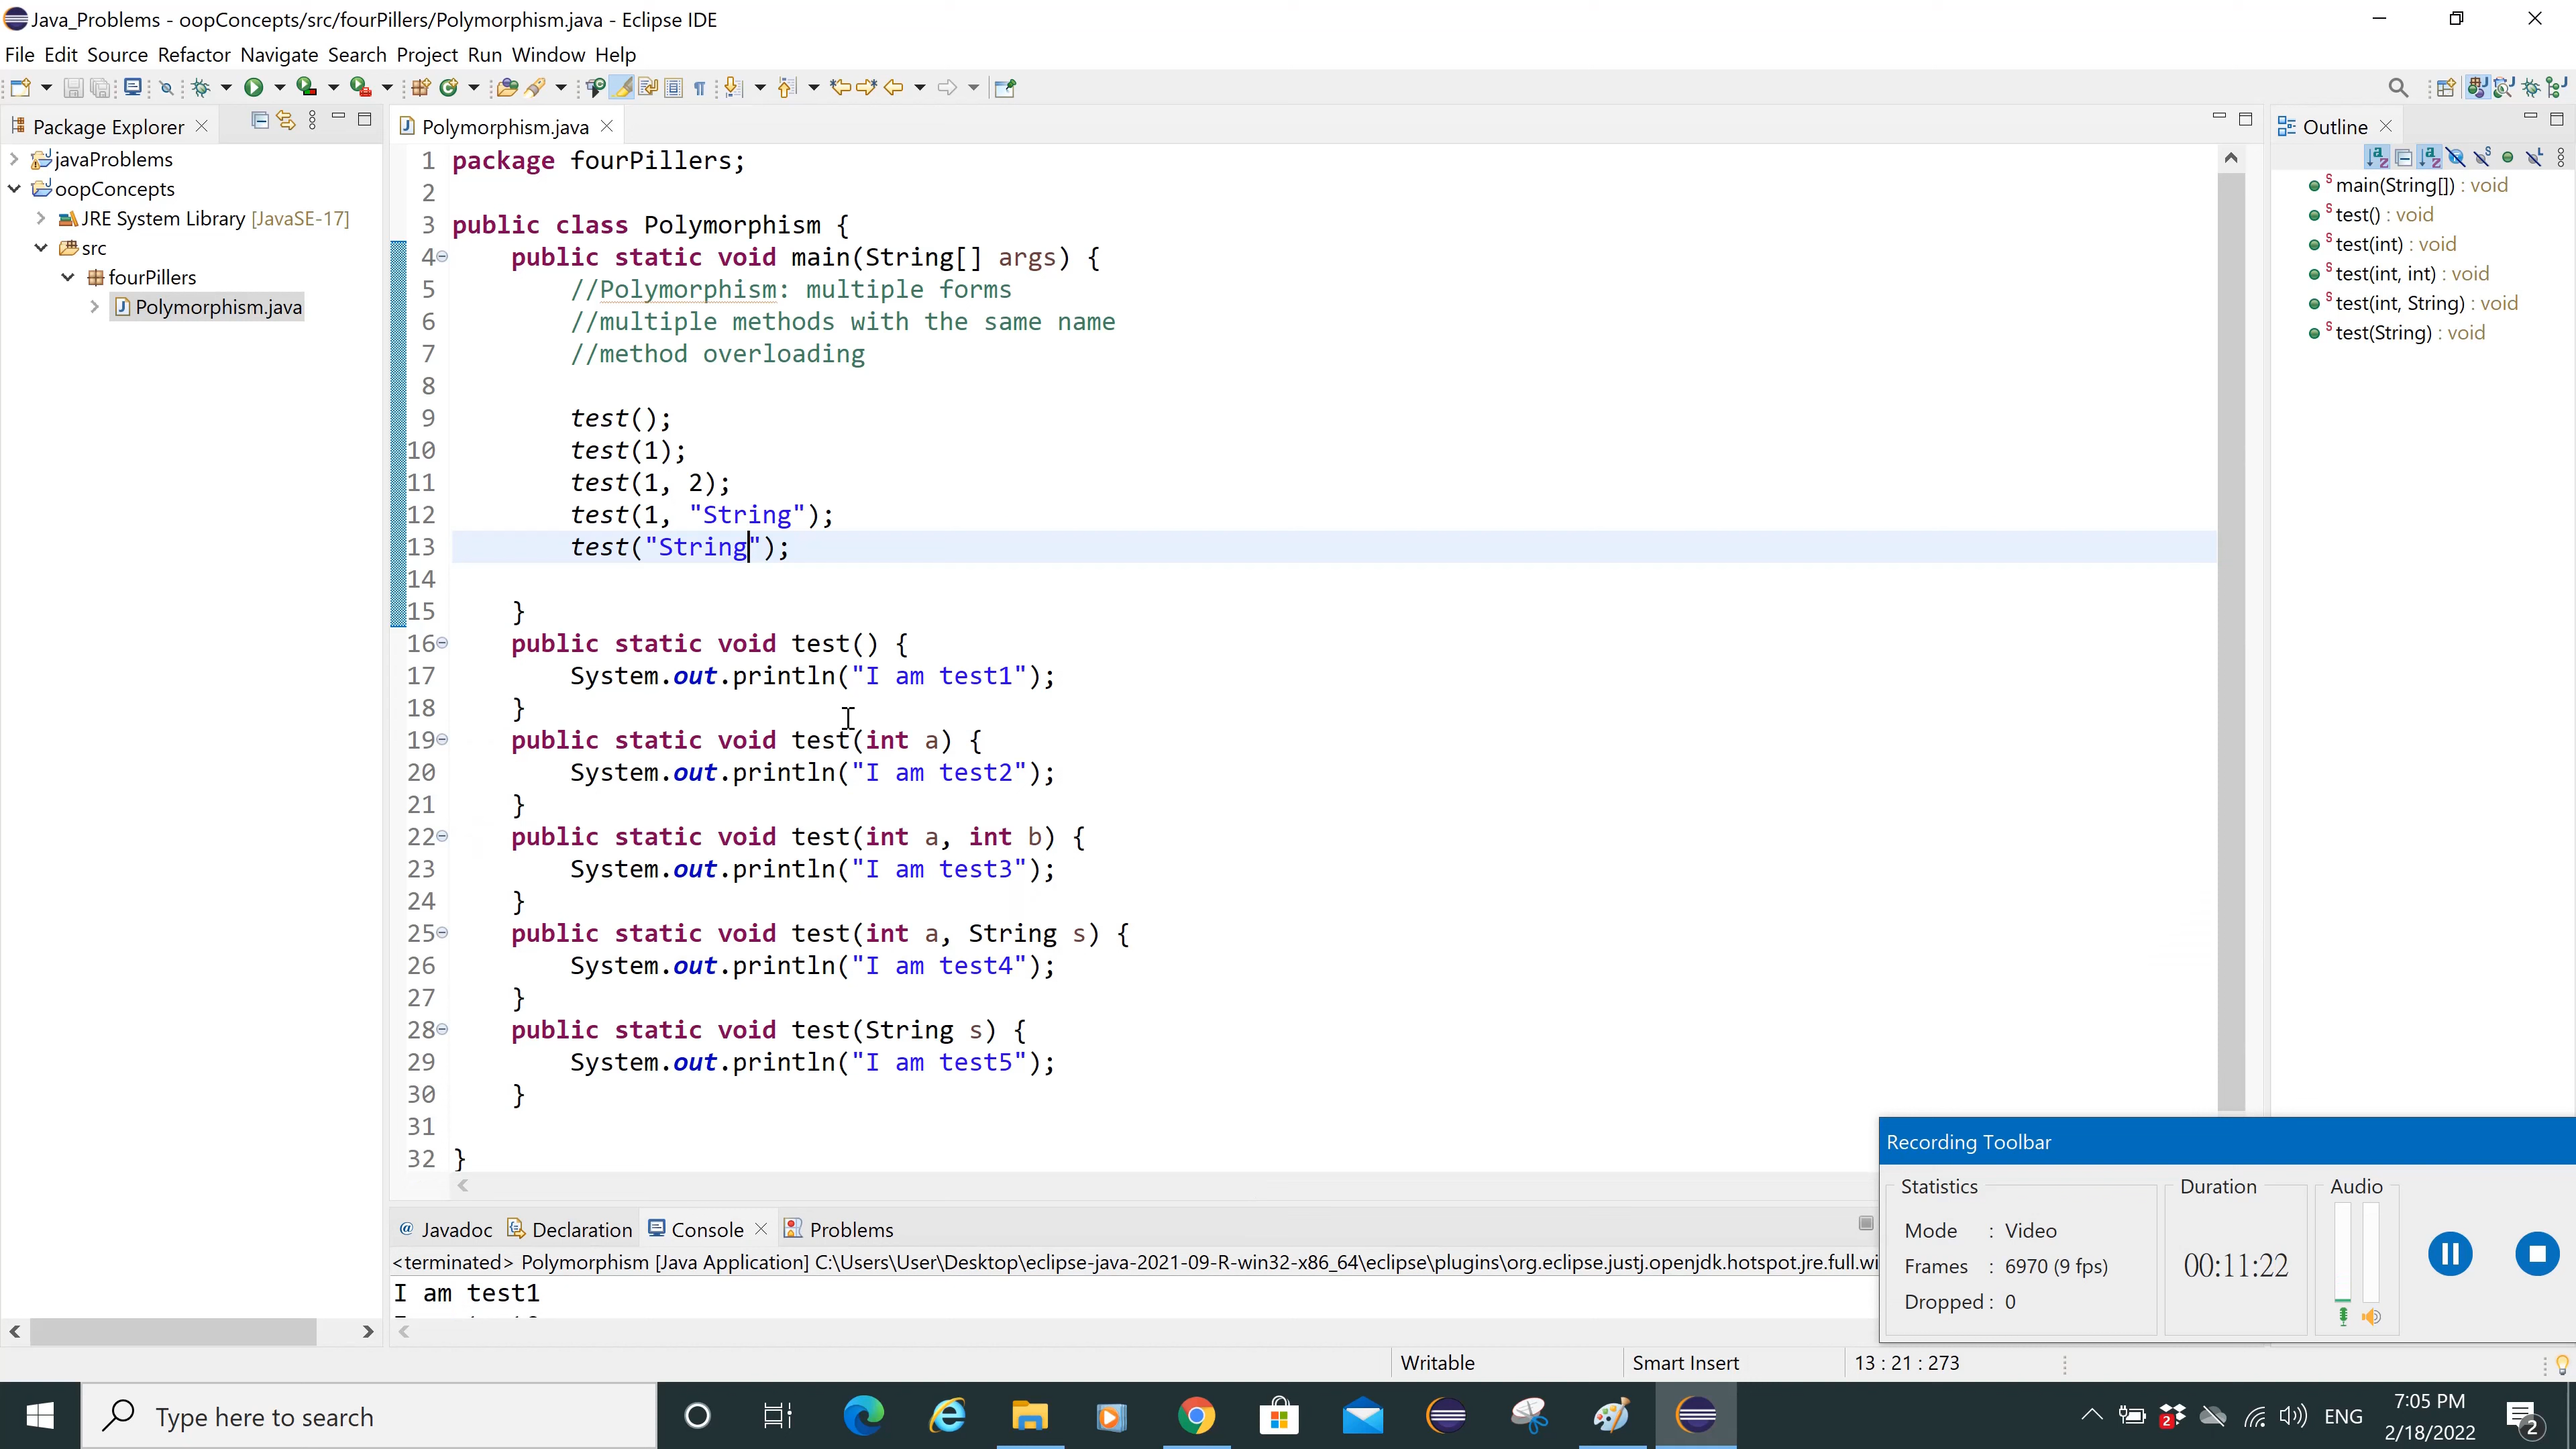 Java_Problems - oopConcepts/src/fourPillers/Polymorphism.java - Eclipse IDE
File Edit Source Refactor Navigate Search Project Run Window Help
Package Explorer
javaProblems
oopConcepts
JRE System Library [JavaSE-17]
src
fourPillers
Polymorphism.java
Polymorphism.java
1 package fourPillers;
2
3 public class Polymorphism {
4 public static void main(String[] args) {
5 //Polymorphism: multiple forms
6 //multiple methods with the same name
7 //method overloading
8
9 test();
10 test(1);
11 test(1, 2);
12 test(1, "String");
13 test("String");
14
15 }
16 public static void test() {
17 System.out.println("I am test1");
18 }
19 public static void test(int a) {
20 System.out.println("I am test2");
21 }
22 public static void test(int a, int b) {
23 System.out.println("I am test3");
24 }
25 public static void test(int a, String s) {
26 System.out.println("I am test4");
27 }
28 public static void test(String s) {
29 System.out.println("I am test5");
30 }
31
32 }
Outline
main(String[]) : void
test() : void
test(int) : void
test(int, int) : void
test(int, String) : void
test(String) : void
@ Javadoc Declaration Console Problems
<terminated> Polymorphism [Java Application] C:\Users\User\Desktop\eclipse-java-2021-09-R-win32-x86_64\eclipse\plugins\org.eclipse.justj.openjdk.hotspot.jre.full.wi
I am test1
Recording Toolbar
Statistics
Mode : Video
Frames : 6970 (9 fps)
Dropped : 0
Duration
00:11:22
Audio
Writable
Smart Insert
13 : 21 : 273
Type here to search
2
ENG
7:05 PM
2/18/2022
2